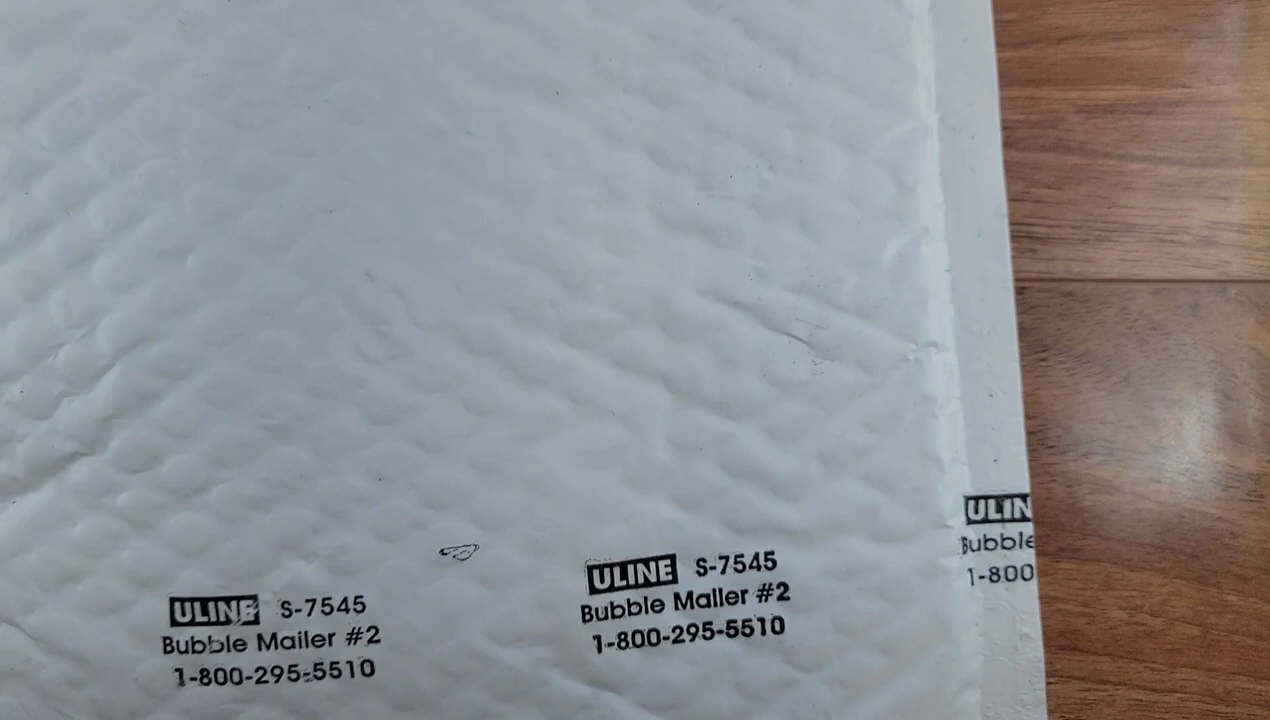 ULINE S-7545
Bubble Mailer #2
1-800-295-5510
ULINE S-7545
Bubble Mailer #2
1-800-295-5510
ULIN
Bubble
1-800